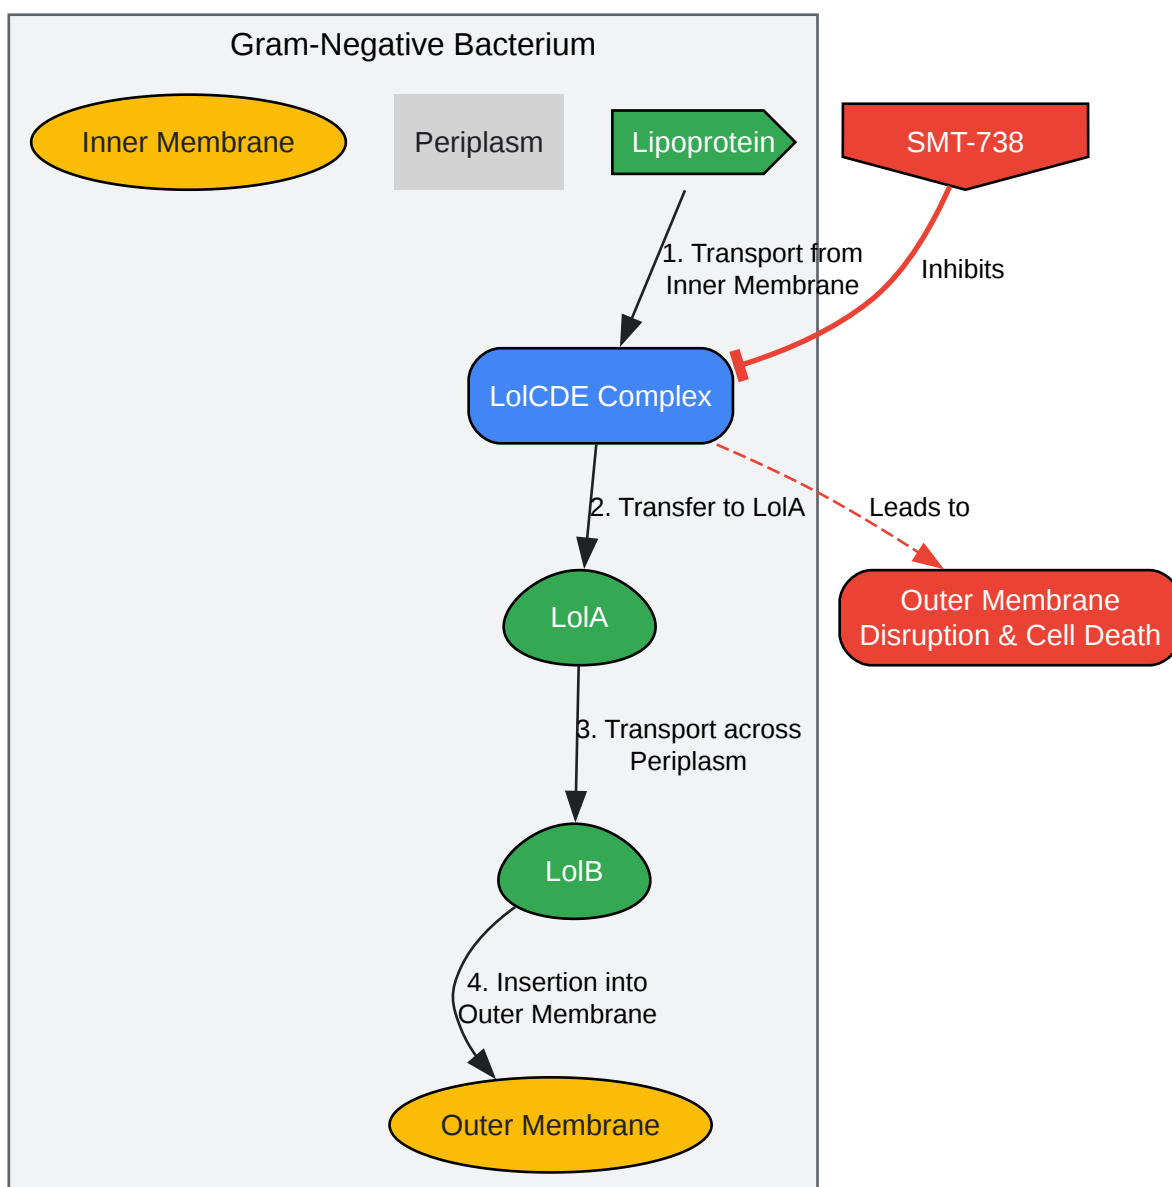 Gram-Negative Bacterium
Inner Membrane
Periplasm
Lipoprotein
SMT-738
1. Transport from
Inner Membrane
Inhibits
LolCDE Complex
2. Transfer to LolA
Leads to
LolA
Outer Membrane
Disruption & Cell Death
3. Transport across
Periplasm
LolB
4. Insertion into
Outer Membrane
Outer Membrane